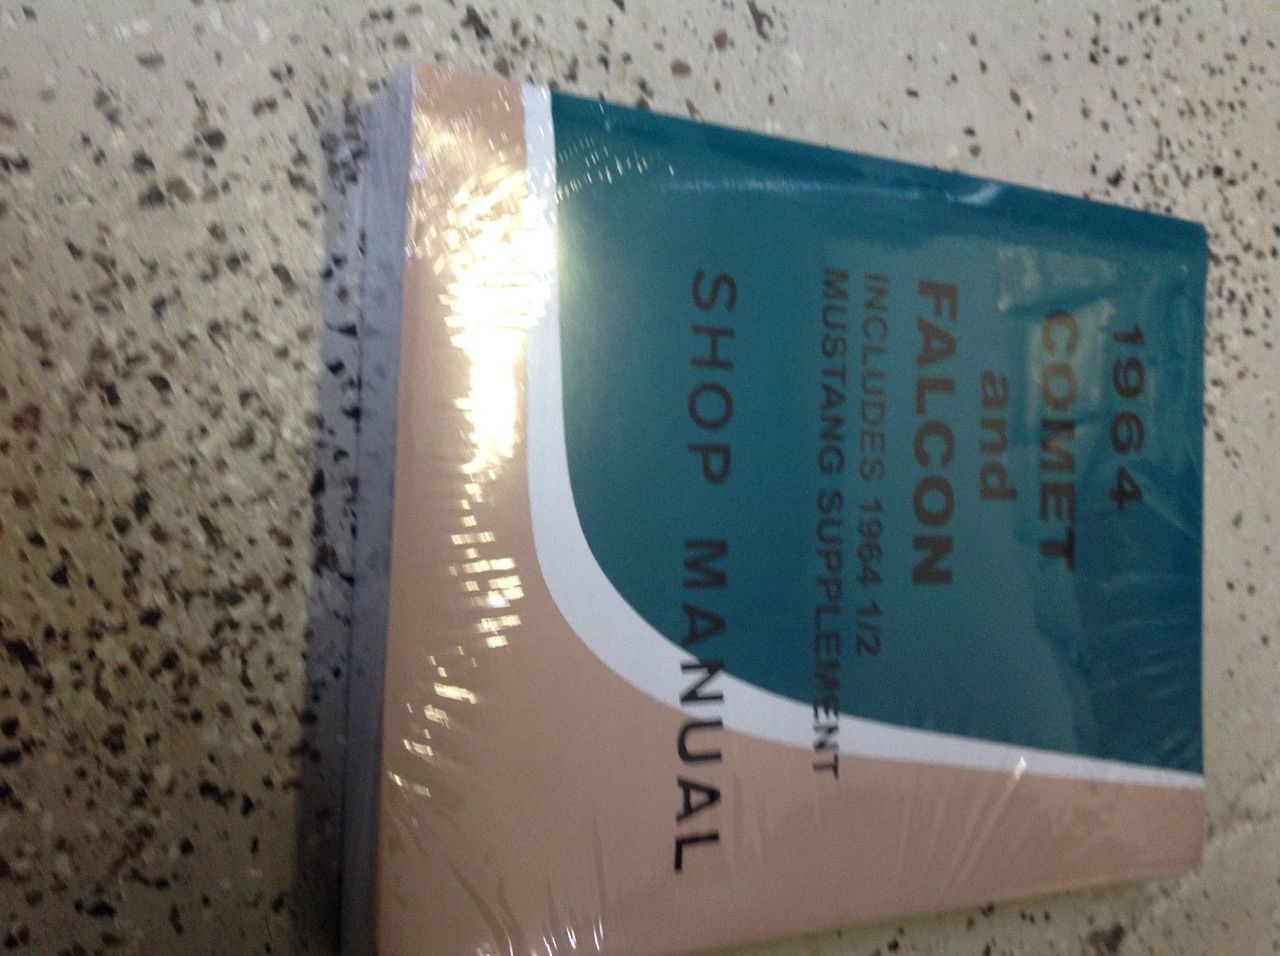 1964
COMET
and
FALCON
INCLUDES 1964 1/2
MUSTANG SUPPLEMENT
SHOP MANUAL